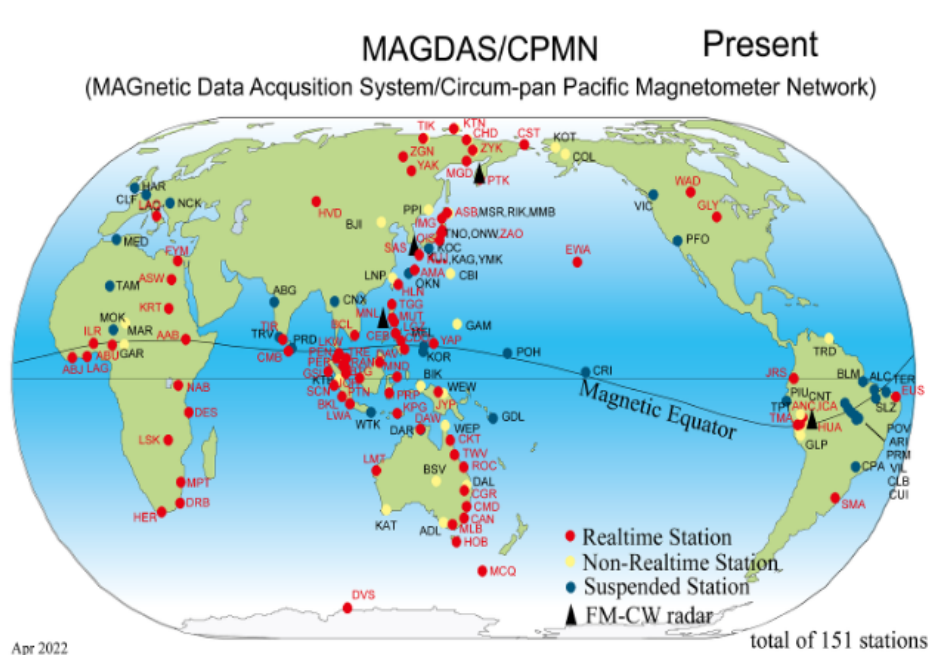 MAGDAS/CPMN
Present
(MAGnetic Data Acqusition System/Circum-pan Pacific Magnetometer Network)
TIK
KTN
CHD
CST
KOT
ZGN
ZYK
COL
YAK
MGD
PTK
HAR
CLF
LAQ
NCK
HVD
WAD
VIC
GLY
PPI
ASB,MSR,RIK,MMB
BJI
IMG
TNO,ONW,ZAO
MED
SAS
KOC
PFO
FYM
KAG,YMK
EWA
ASW
LNP
AMA
CBI
TAM
OKN
ABG
CNX
HLN
KRT
MNL
TGG
MOK
MUT
GAM
ILR
MAR
AAB
TIR
BCL
TRV
PRD
CEB
YAP
TRD
ABU
GAR
LKW
ABJ
LAG
CMB
DAV
KOR
POH
PER
MND
CRI
JRS
BLM
ALC
TER
NAB
BIK
WEW
EUS
SCN
PTN
PRP
JYP
PIU
CNT
Magnetic Equator
DES
BKL
KPG
ANC,ICA
SLZ
LWA
WTK
DAW
GDL
TMA
HUA
DAR
WEP
POV
LSK
CKT
GLP
ARI
TWV
PRM
LMT
ROC
CPA
VIL
BSV
DAL
CLB
MPT
CGR
CUI
DRB
CMD
SMA
HER
KAT
CAN
ADL
MLB
HOB
Realtime Station
Non-Realtime Station
MCQ
Suspended Station
DVS
FM-CW radar
Apr 2022
total of 151 stations